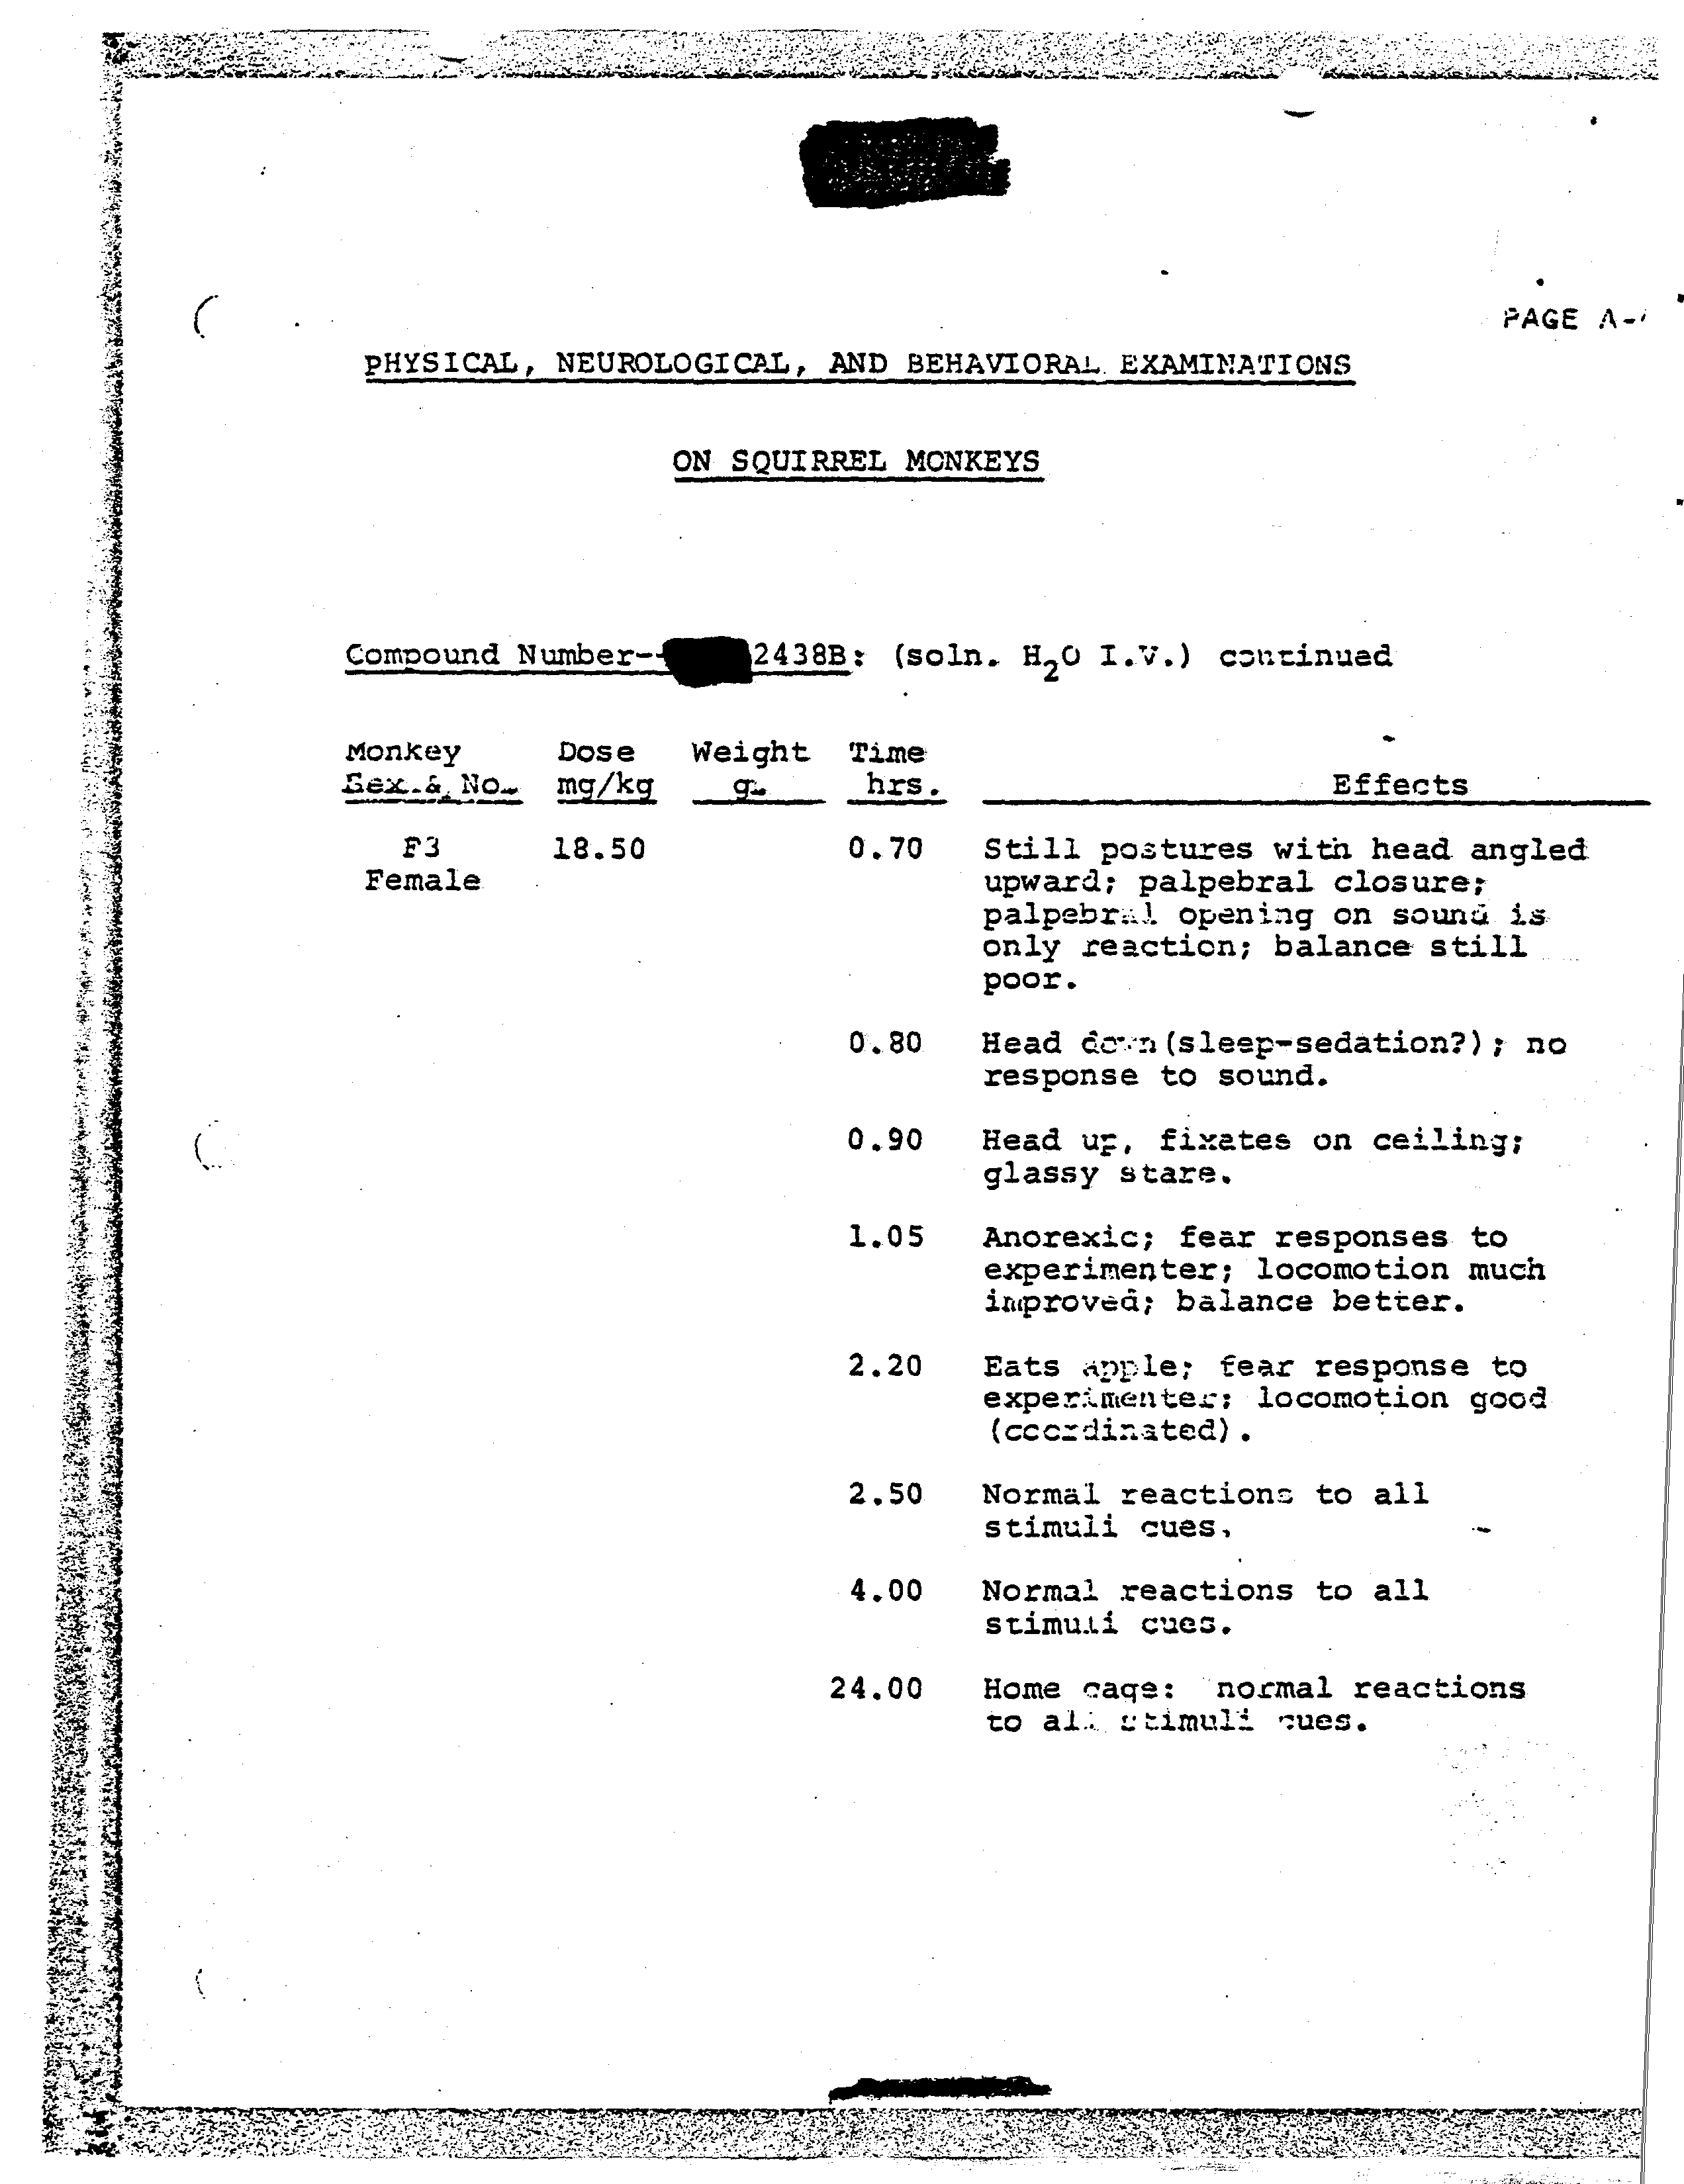 PAGE A-
PHYSICAL, NEUROLOGICAL, AND BEHAVIORAL EXAMINATIONS
ON SQUIRREL MONKEYS
Compound Number-- 2438B: (soln. H2O I.V.) continued
Monkey Dose Weight Time
Sex & No. mg/kg g. hrs. Effects
F3 18.50 0.70 Still postures with head angled
Female upward; palpebral closure;
palpebral opening on sound is
only reaction; balance still
poor.
0.80 Head down(sleep-sedation?); no
response to sound.
0.90 Head up, fixates on ceiling;
glassy stare.
1.05 Anorexic; fear responses to
experimenter; locomotion much
improved; balance better.
2.20 Eats apple; fear response to
experimenter; locomotion good
(coordinated).
2.50 Normal reactions to all
stimuli cues.
4.00 Normal reactions to all
stimuli cues.
24.00 Home cage: normal reactions
to all stimuli cues.